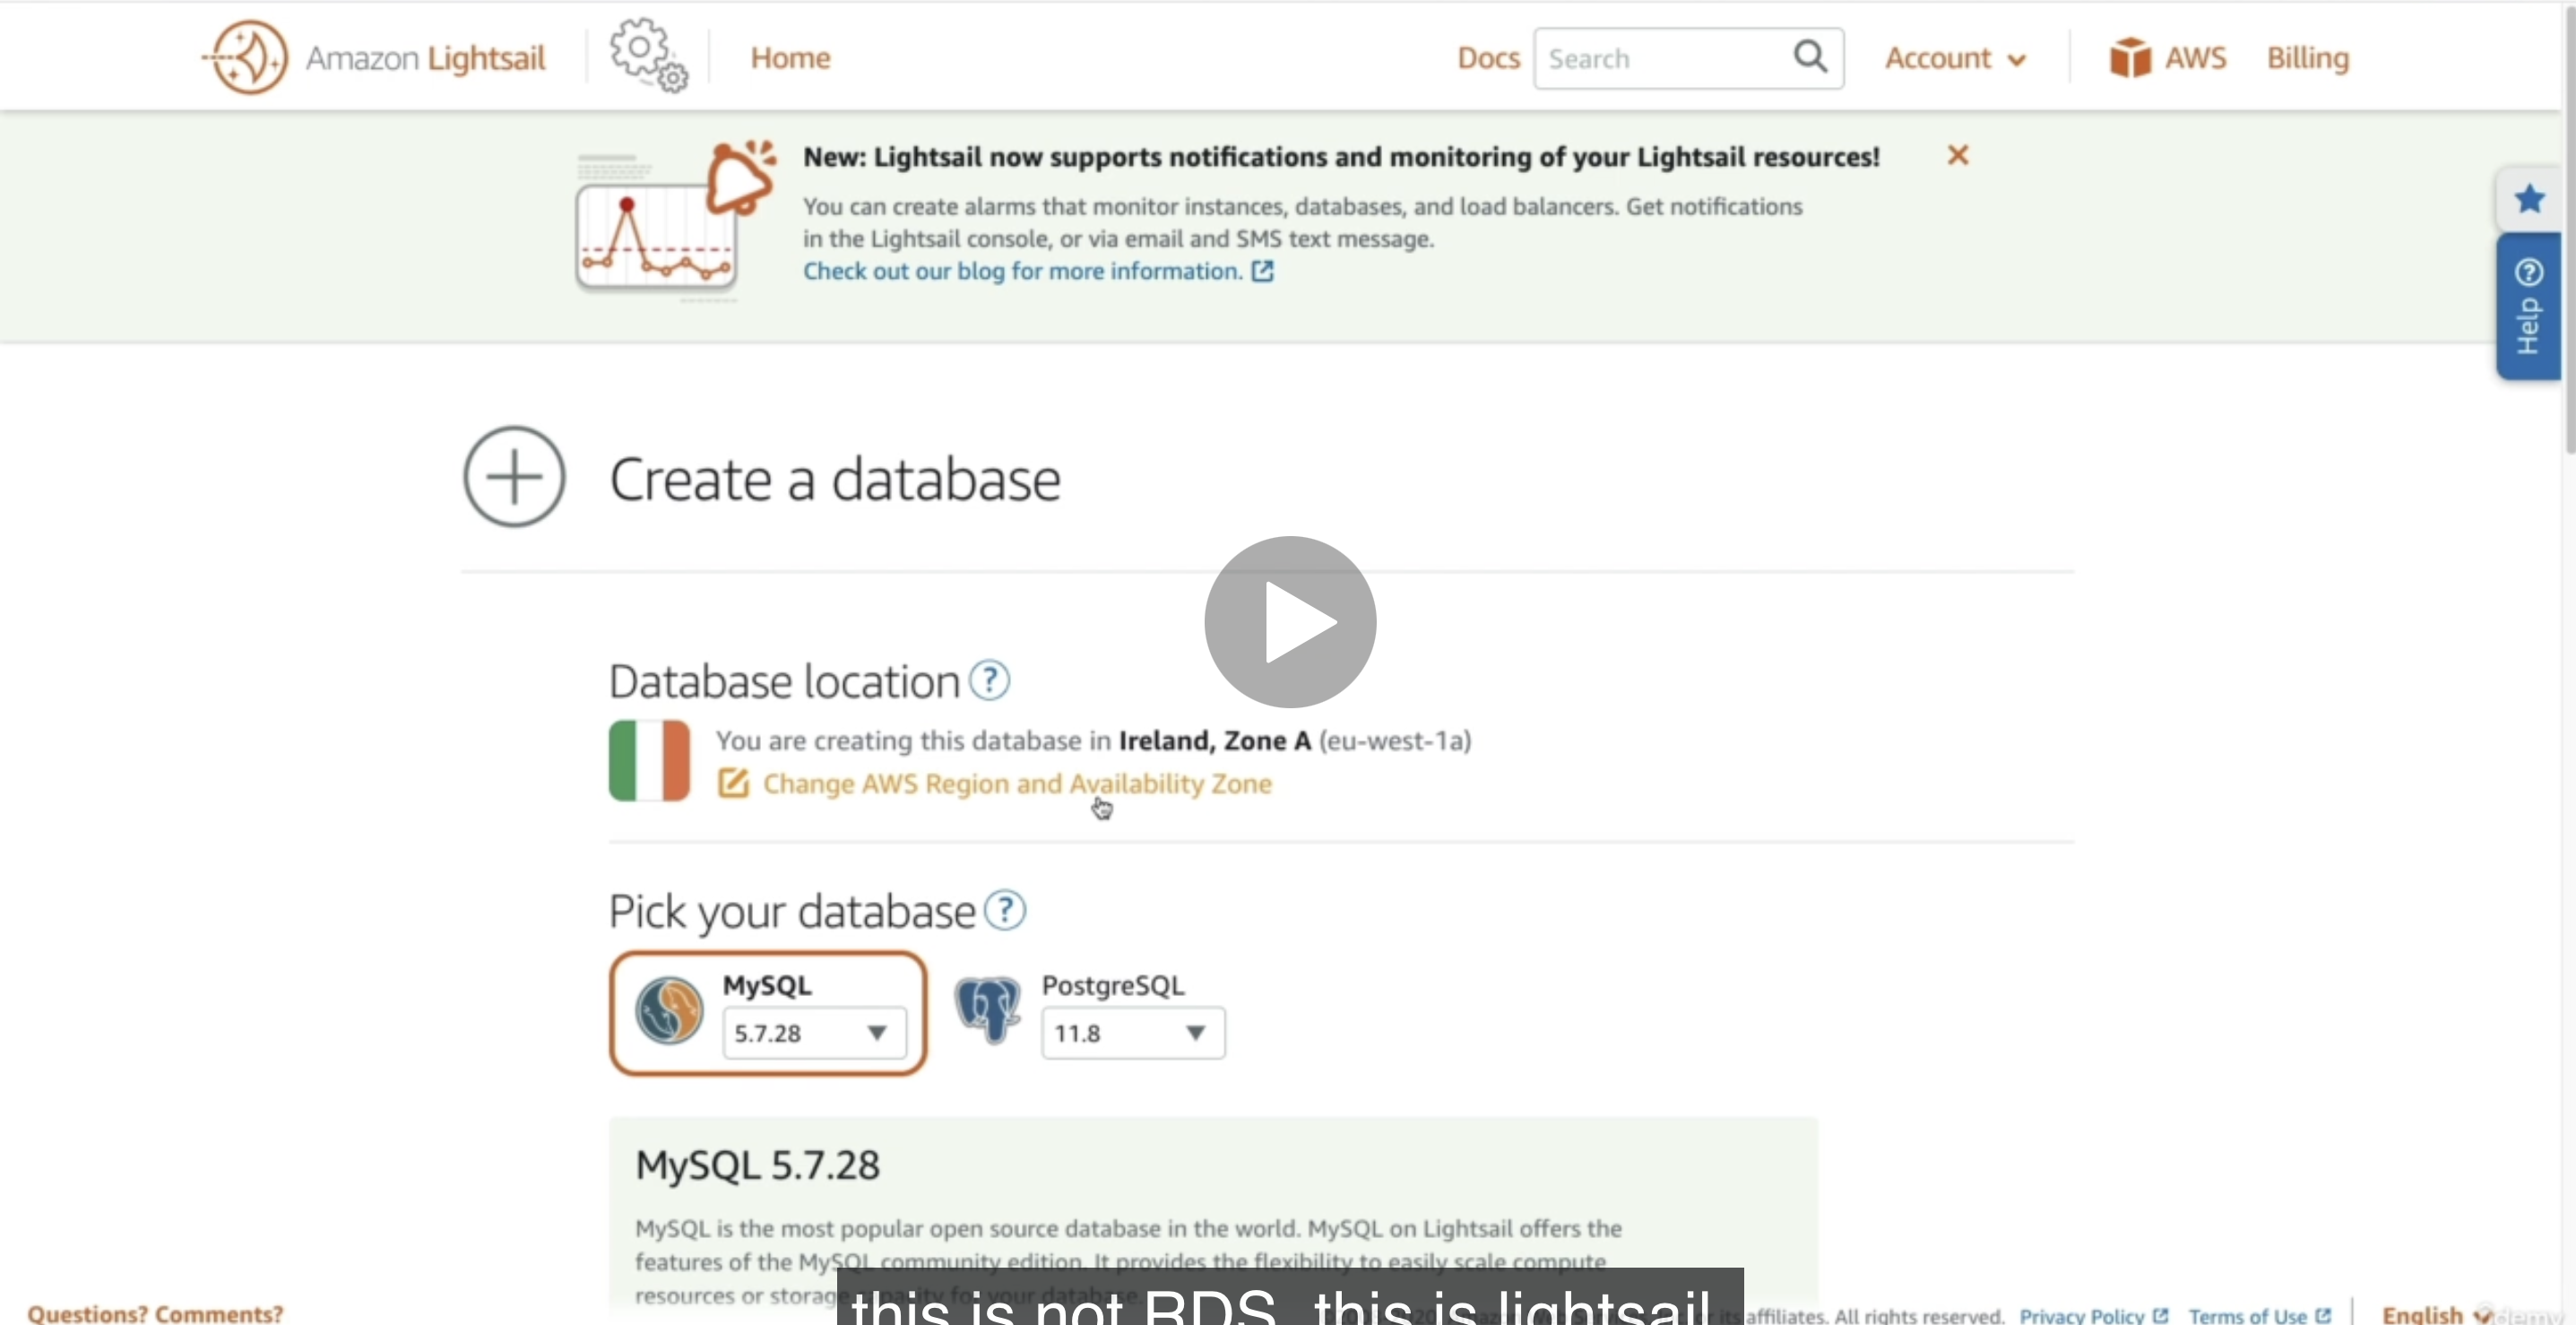 Amazon Lightsail
Home
Docs
Search
Account
AWS
Billing
New: Lightsail now supports notifications and monitoring of your Lightsail resources!
You can create alarms that monitor instances, databases, and load balancers. Get notifications
in the Lightsail console, or via email and SMS text message.
Check out our blog for more information.
Help
Create a database
Database location
You are creating this database in Ireland, Zone A (eu-west-1a)
Change AWS Region and Availability Zone
Pick your database
MySQL
5.7.28
PostgreSQL
11.8
MySQL 5.7.28
MySQL is the most popular open source database in the world. MySQL on Lightsail offers the
features of the MySQL community edition. It provides the flexibility to easily scale compute
resources or storage capacity for your database.
this is not RDS, this is lightsail
Questions? Comments?
its affiliates. All rights reserved.
Privacy Policy
Terms of Use
English